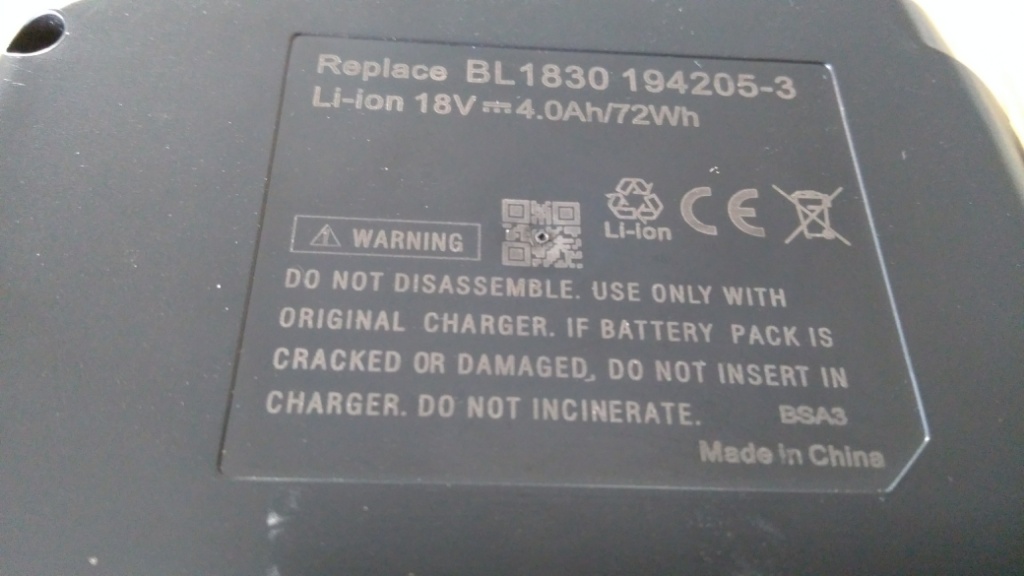 Replace BL1830 194205-3
Li-ion 18V ⎓ 4.0Ah/72Wh
WARNING
Li-ion
CE
DO NOT DISASSEMBLE. USE ONLY WITH
ORIGINAL CHARGER. IF BATTERY PACK IS
CRACKED OR DAMAGED, DO NOT INSERT IN
CHARGER. DO NOT INCINERATE.
BSA3
Made in China